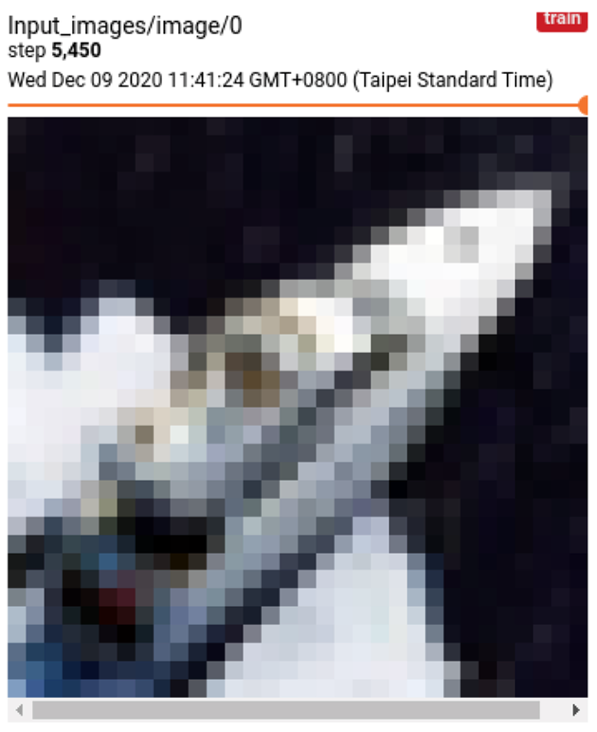 Input_images/image/0
train
step 5,450
Wed Dec 09 2020 11:41:24 GMT+0800 (Taipei Standard Time)